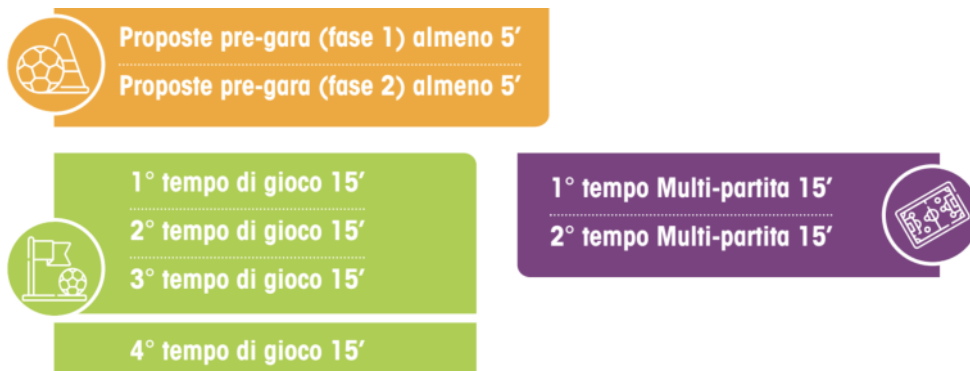 Proposte pre-gara (fase 1) almeno 5’
Proposte pre-gara (fase 2) almeno 5’
1° tempo di gioco 15’
2° tempo di gioco 15’
3° tempo di gioco 15’
4° tempo di gioco 15’
1° tempo Multi-partita 15’
2° tempo Multi-partita 15’